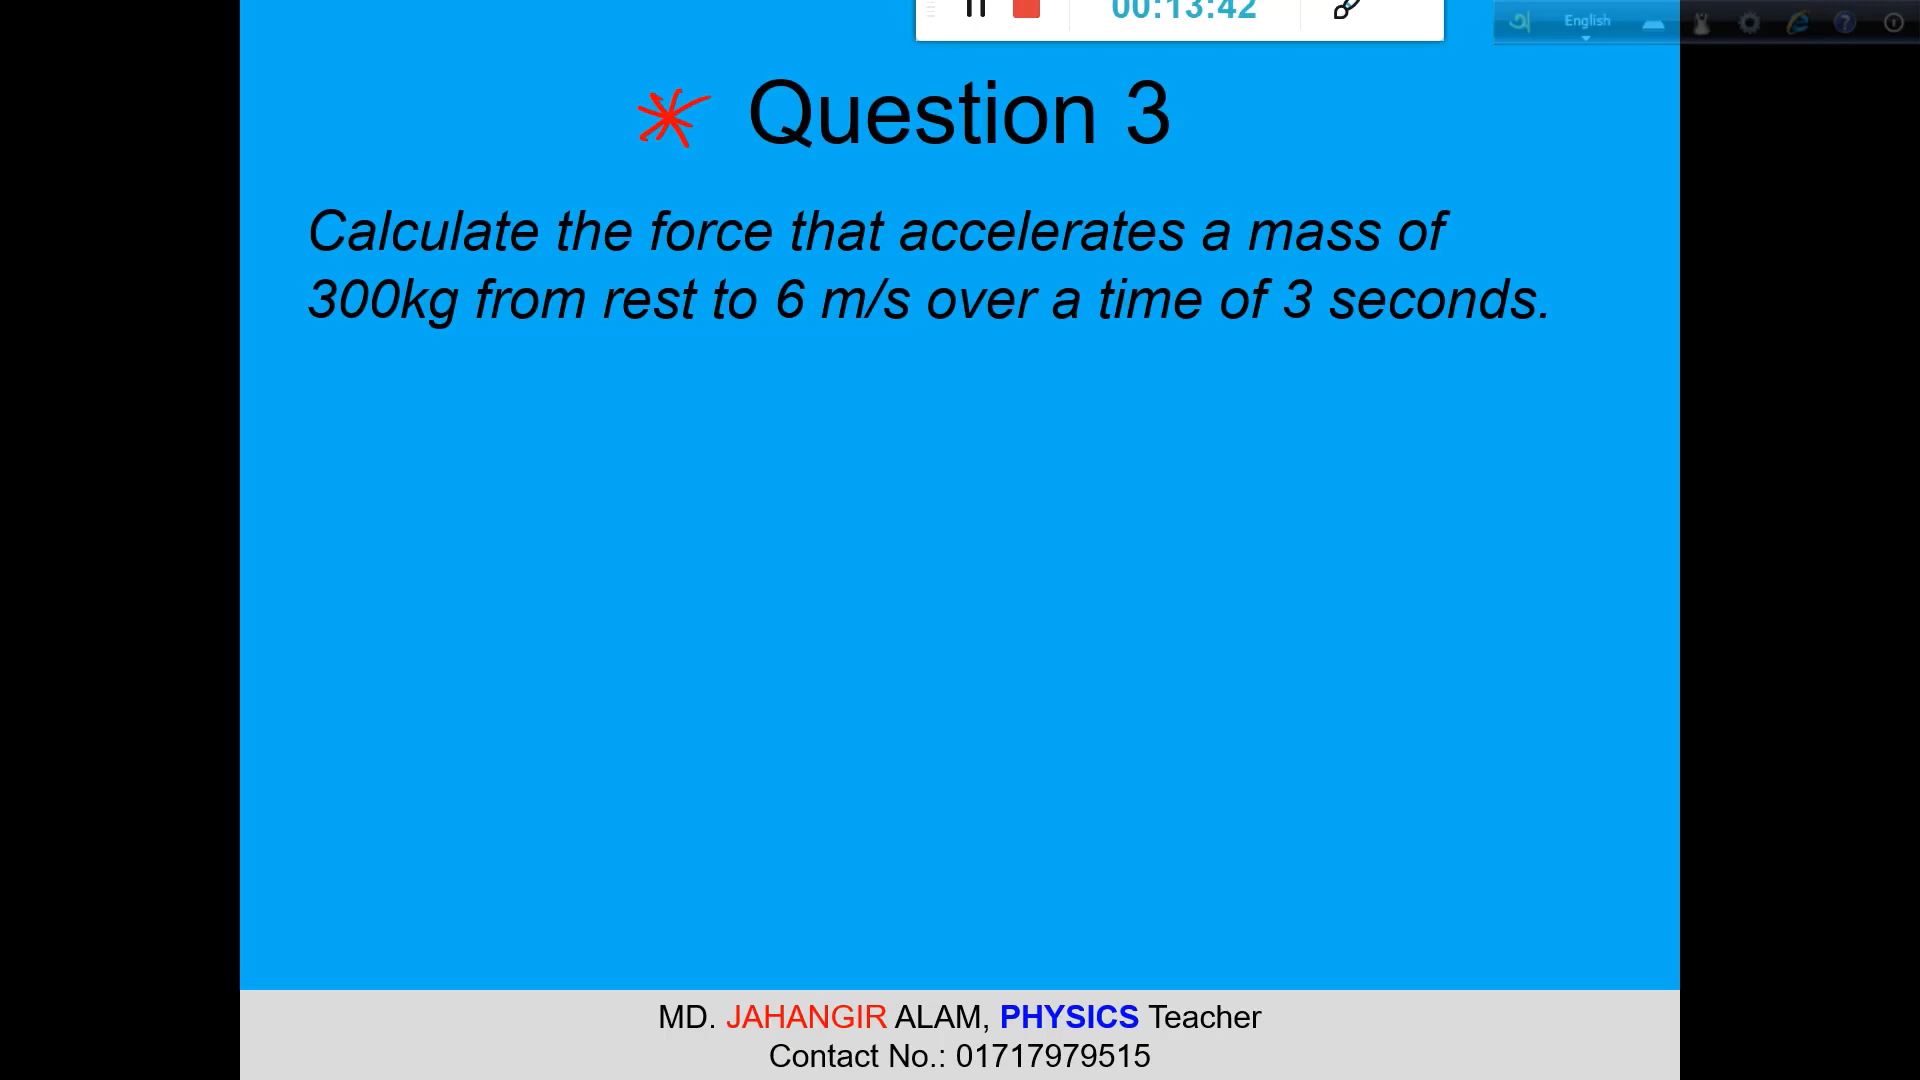 00:13:42
English
Question 3
Calculate the force that accelerates a mass of
300kg from rest to 6 m/s over a time of 3 seconds.
MD. JAHANGIR ALAM, PHYSICS Teacher
Contact No.: 01717979515